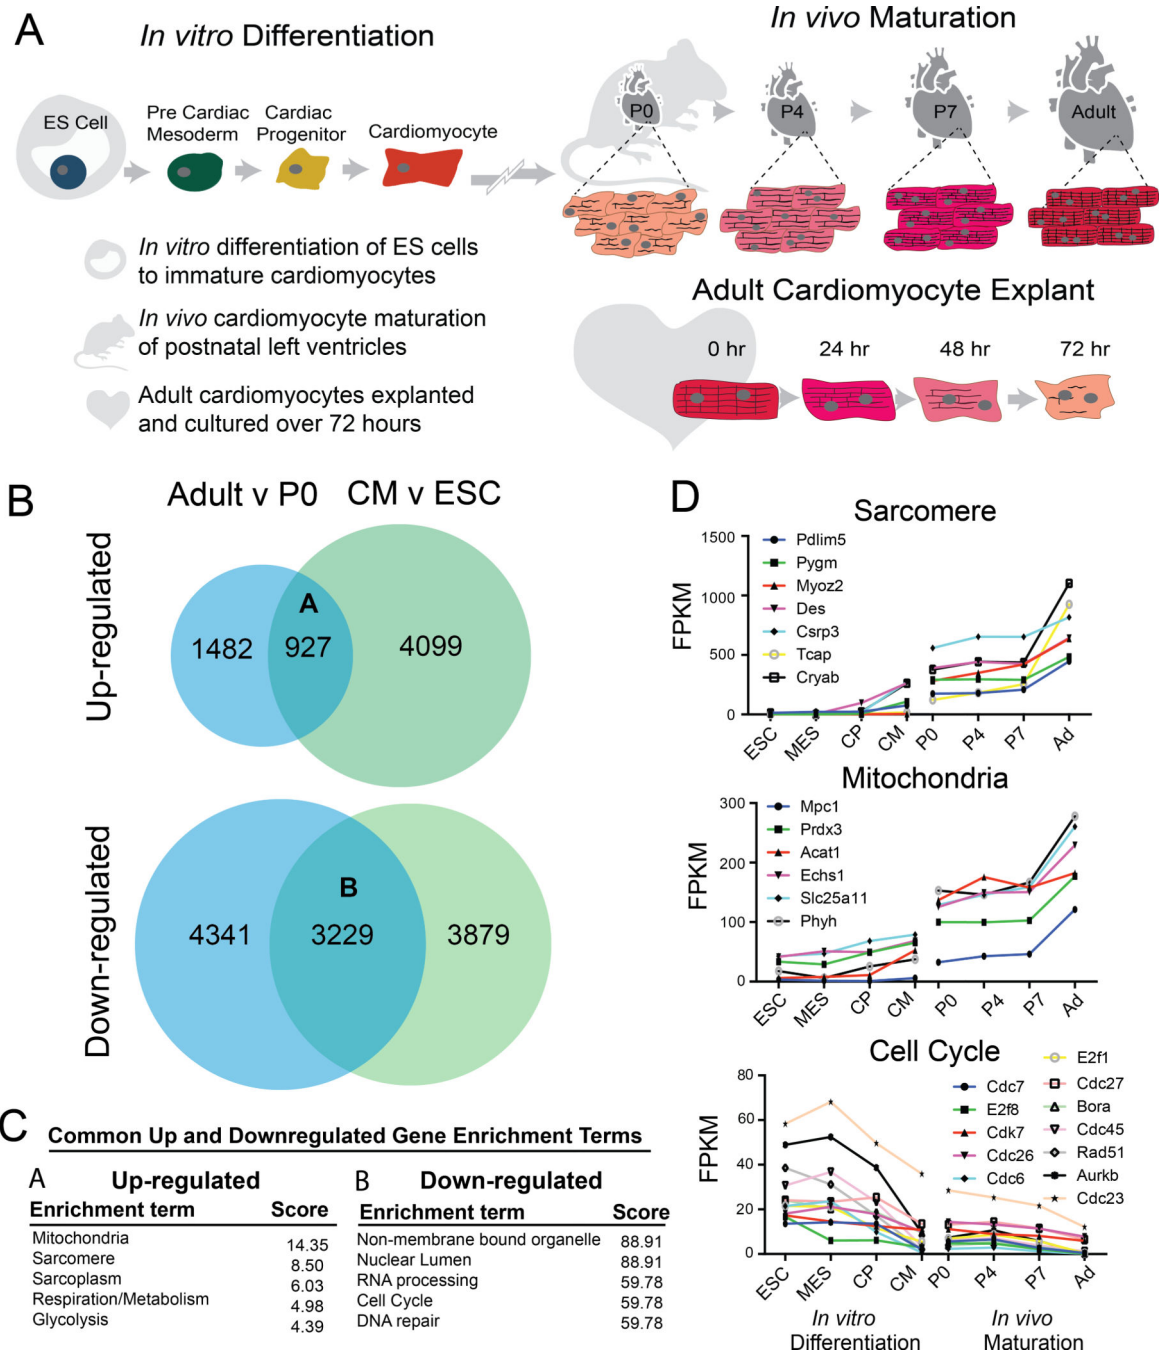 A
In vitro Differentiation
In vivo Maturation
ES Cell
Pre Cardiac
Mesoderm
Cardiac
Progenitor
Cardiomyocyte
P0
P4
P7
Adult
In vitro differentiation of ES cells
to immature cardiomyocytes
In vivo cardiomyocyte maturation
of postnatal left ventricles
Adult cardiomyocytes explanted
and cultured over 72 hours
Adult Cardiomyocyte Explant
0 hr
24 hr
48 hr
72 hr
B
Adult v P0
CM v ESC
Up-regulated
A
1482
927
4099
Down-regulated
B
4341
3229
3879
C
Common Up and Downregulated Gene Enrichment Terms
A
Up-regulated
Enrichment term Score
Mitochondria 14.35
Sarcomere 8.50
Sarcoplasm 6.03
Respiration/Metabolism 4.98
Glycolysis 4.39
B
Down-regulated
Enrichment term Score
Non-membrane bound organelle 88.91
Nuclear Lumen 88.91
RNA processing 59.78
Cell Cycle 59.78
DNA repair 59.78
D
Sarcomere
FPKM
1500
1000
500
0
Pdlim5
Pygm
Myoz2
Des
Csrp3
Tcap
Cryab
ESC
MES
CP
CM
P0
P4
P7
Ad
Mitochondria
FPKM
300
200
100
0
Mpc1
Prdx3
Acat1
Echs1
Slc25a11
Phyh
ESC
MES
CP
CM
P0
P4
P7
Ad
Cell Cycle
FPKM
80
60
40
20
0
Cdc7
E2f8
Cdk7
Cdc26
Cdc6
E2f1
Cdc27
Bora
Cdc45
Rad51
Aurkb
Cdc23
ESC
MES
CP
CM
P0
P4
P7
Ad
In vitro
Differentiation
In vivo
Maturation